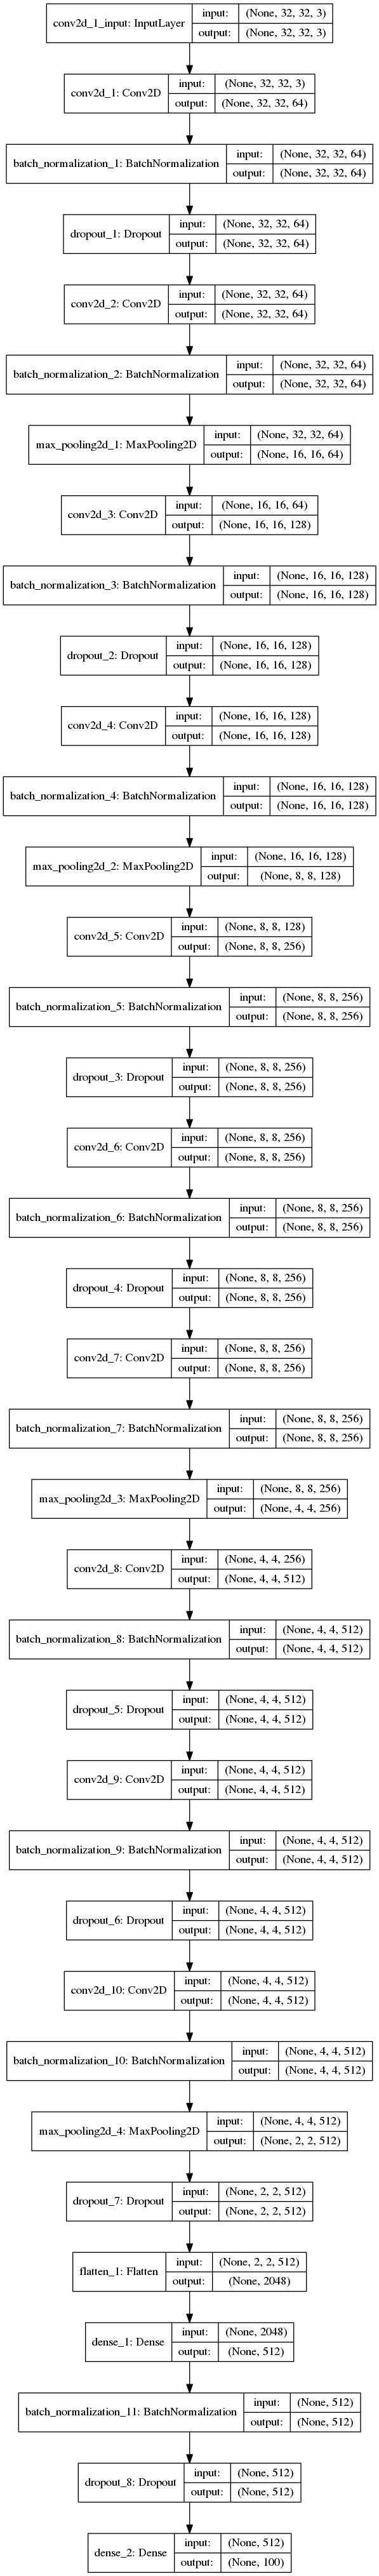 conv2d_1_input: InputLayer
input: (None, 32, 32, 3)
output: (None, 32, 32, 3)
conv2d_1: Conv2D
input: (None, 32, 32, 3)
output: (None, 32, 32, 64)
batch_normalization_1: BatchNormalization
input: (None, 32, 32, 64)
output: (None, 32, 32, 64)
dropout_1: Dropout
input: (None, 32, 32, 64)
output: (None, 32, 32, 64)
conv2d_2: Conv2D
input: (None, 32, 32, 64)
output: (None, 32, 32, 64)
batch_normalization_2: BatchNormalization
input: (None, 32, 32, 64)
output: (None, 32, 32, 64)
max_pooling2d_1: MaxPooling2D
input: (None, 32, 32, 64)
output: (None, 16, 16, 64)
conv2d_3: Conv2D
input: (None, 16, 16, 64)
output: (None, 16, 16, 128)
batch_normalization_3: BatchNormalization
input: (None, 16, 16, 128)
output: (None, 16, 16, 128)
dropout_2: Dropout
input: (None, 16, 16, 128)
output: (None, 16, 16, 128)
conv2d_4: Conv2D
input: (None, 16, 16, 128)
output: (None, 16, 16, 128)
batch_normalization_4: BatchNormalization
input: (None, 16, 16, 128)
output: (None, 16, 16, 128)
max_pooling2d_2: MaxPooling2D
input: (None, 16, 16, 128)
output: (None, 8, 8, 128)
conv2d_5: Conv2D
input: (None, 8, 8, 128)
output: (None, 8, 8, 256)
batch_normalization_5: BatchNormalization
input: (None, 8, 8, 256)
output: (None, 8, 8, 256)
dropout_3: Dropout
input: (None, 8, 8, 256)
output: (None, 8, 8, 256)
conv2d_6: Conv2D
input: (None, 8, 8, 256)
output: (None, 8, 8, 256)
batch_normalization_6: BatchNormalization
input: (None, 8, 8, 256)
output: (None, 8, 8, 256)
dropout_4: Dropout
input: (None, 8, 8, 256)
output: (None, 8, 8, 256)
conv2d_7: Conv2D
input: (None, 8, 8, 256)
output: (None, 8, 8, 256)
batch_normalization_7: BatchNormalization
input: (None, 8, 8, 256)
output: (None, 8, 8, 256)
max_pooling2d_3: MaxPooling2D
input: (None, 8, 8, 256)
output: (None, 4, 4, 256)
conv2d_8: Conv2D
input: (None, 4, 4, 256)
output: (None, 4, 4, 512)
batch_normalization_8: BatchNormalization
input: (None, 4, 4, 512)
output: (None, 4, 4, 512)
dropout_5: Dropout
input: (None, 4, 4, 512)
output: (None, 4, 4, 512)
conv2d_9: Conv2D
input: (None, 4, 4, 512)
output: (None, 4, 4, 512)
batch_normalization_9: BatchNormalization
input: (None, 4, 4, 512)
output: (None, 4, 4, 512)
dropout_6: Dropout
input: (None, 4, 4, 512)
output: (None, 4, 4, 512)
conv2d_10: Conv2D
input: (None, 4, 4, 512)
output: (None, 4, 4, 512)
batch_normalization_10: BatchNormalization
input: (None, 4, 4, 512)
output: (None, 4, 4, 512)
max_pooling2d_4: MaxPooling2D
input: (None, 4, 4, 512)
output: (None, 2, 2, 512)
dropout_7: Dropout
input: (None, 2, 2, 512)
output: (None, 2, 2, 512)
flatten_1: Flatten
input: (None, 2, 2, 512)
output: (None, 2048)
dense_1: Dense
input: (None, 2048)
output: (None, 512)
batch_normalization_11: BatchNormalization
input: (None, 512)
output: (None, 512)
dropout_8: Dropout
input: (None, 512)
output: (None, 512)
dense_2: Dense
input: (None, 512)
output: (None, 100)